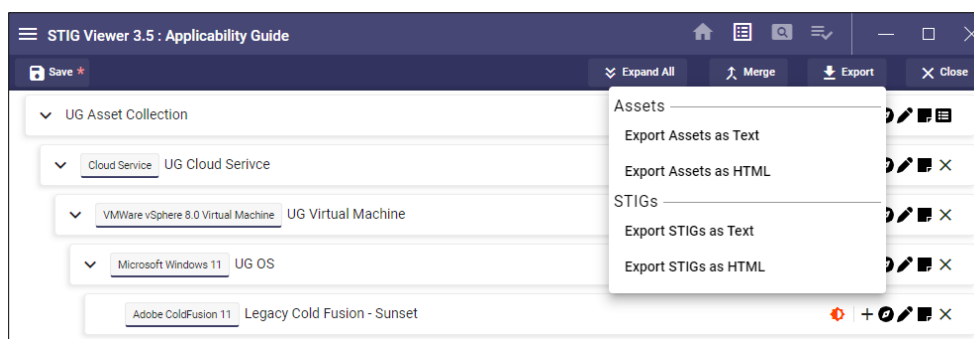 STIG Viewer 3.5 : Applicability Guide
Save *
Expand All
Merge
Export
Close
Assets
UG Asset Collection
Export Assets as Text
Cloud Service UG Cloud Serivce
Export Assets as HTML
STIGs
VMWare vSphere 8.0 Virtual Machine UG Virtual Machine
Export STIGs as Text
Microsoft Windows 11 UG OS
Export STIGs as HTML
Adobe ColdFusion 11 Legacy Cold Fusion - Sunset